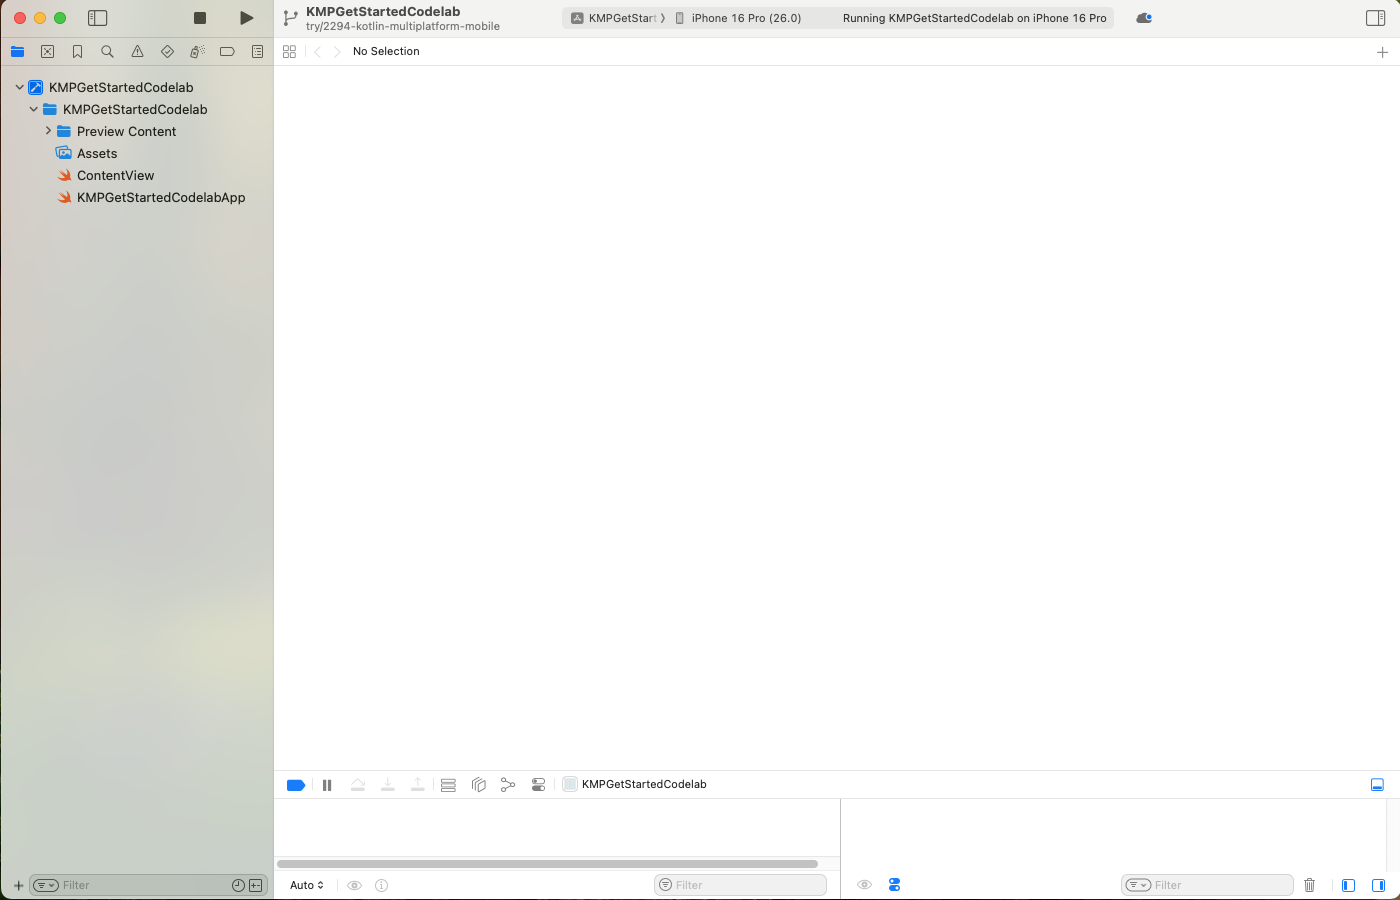 KMPGetStartedCodelab
try/2294-kotlin-multiplatform-mobile
KMPGetStart
iPhone 16 Pro (26.0)
Running KMPGetStartedCodelab on iPhone 16 Pro
No Selection
KMPGetStartedCodelab
KMPGetStartedCodelab
Preview Content
Assets
ContentView
KMPGetStartedCodelabApp
KMPGetStartedCodelab
Filter
Auto
Filter
Filter